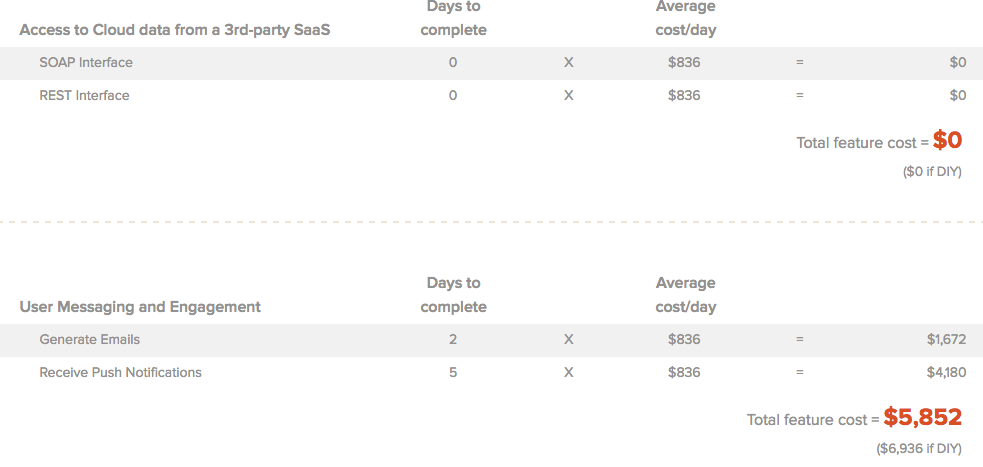 Days to Average
Access to Cloud data from a 3rd-party SaaS complete cost/day
SOAP Interface 0 X $836 = $0
REST Interface 0 X $836 = $0
Total feature cost = $0
($0 if DIY)
Days to Average
User Messaging and Engagement complete cost/day
Generate Emails 2 X $836 = $1,672
Receive Push Notifications 5 X $836 = $4,180
Total feature cost = $5,852
($6,936 if DIY)